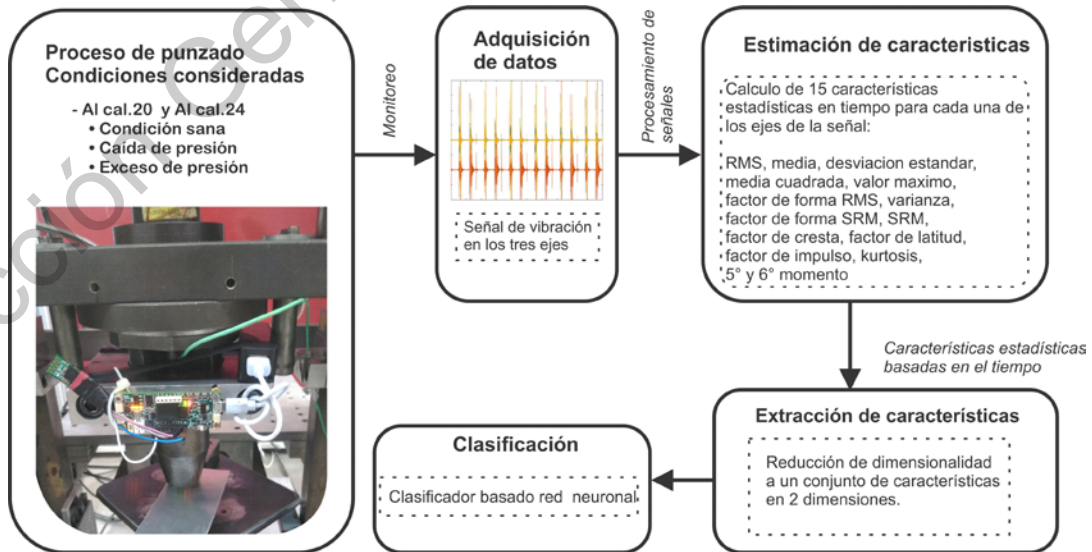 Proceso de punzado
Condiciones consideradas
- Al cal.20 y Al cal.24
• Condición sana
• Caída de presión
• Exceso de presión
Monitoreo
Adquisición
de datos
Señal de vibración
en los tres ejes
Procesamiento de
señales
Estimación de caracteristicas
Calculo de 15 características
estadísticas en tiempo para cada una de
los ejes de la señal:
RMS, media, desviacion estandar,
media cuadrada, valor maximo,
factor de forma RMS, varianza,
factor de forma SRM, SRM,
factor de cresta, factor de latitud,
factor de impulso, kurtosis,
5° y 6° momento
Características estadísticas
basadas en el tiempo
Extracción de características
Reducción de dimensionalidad
a un conjunto de características
en 2 dimensiones.
Clasificación
Clasificador basado red neuronal